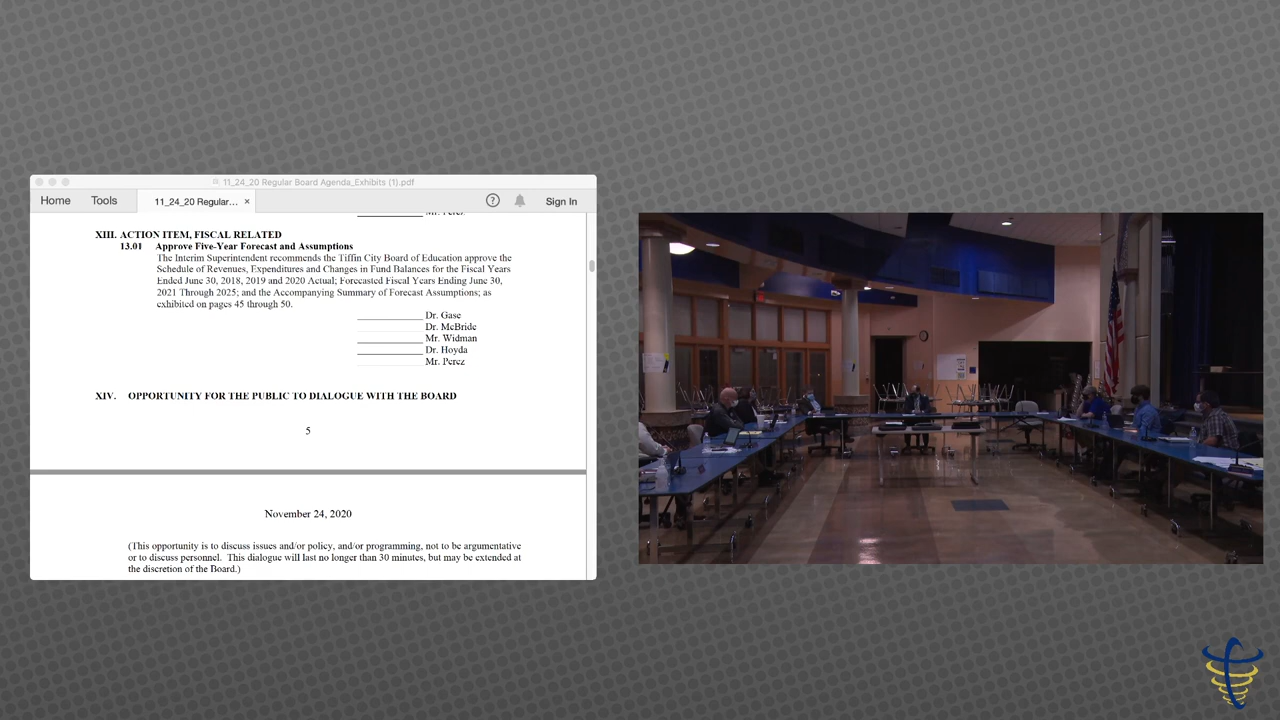 11_24_20 Regular Board Agenda_Exhibits (1).pdf
Home Tools 11_24_20 Regular... × ? Sign In
Mr. Perez
XIII. ACTION ITEM, FISCAL RELATED
13.01 Approve Five-Year Forecast and Assumptions
The Interim Superintendent recommends the Tiffin City Board of Education approve the
Schedule of Revenues, Expenditures and Changes in Fund Balances for the Fiscal Years
Ended June 30, 2018, 2019 and 2020 Actual; Forecasted Fiscal Years Ending June 30,
2021 Through 2025; and the Accompanying Summary of Forecast Assumptions; as
exhibited on pages 45 through 50.
____________ Dr. Gase
____________ Dr. McBride
____________ Mr. Widman
____________ Dr. Hoyda
____________ Mr. Perez
XIV. OPPORTUNITY FOR THE PUBLIC TO DIALOGUE WITH THE BOARD
5
November 24, 2020
(This opportunity is to discuss issues and/or policy, and/or programming, not to be argumentative
or to discuss personnel. This dialogue will last no longer than 30 minutes, but may be extended at
the discretion of the Board.)